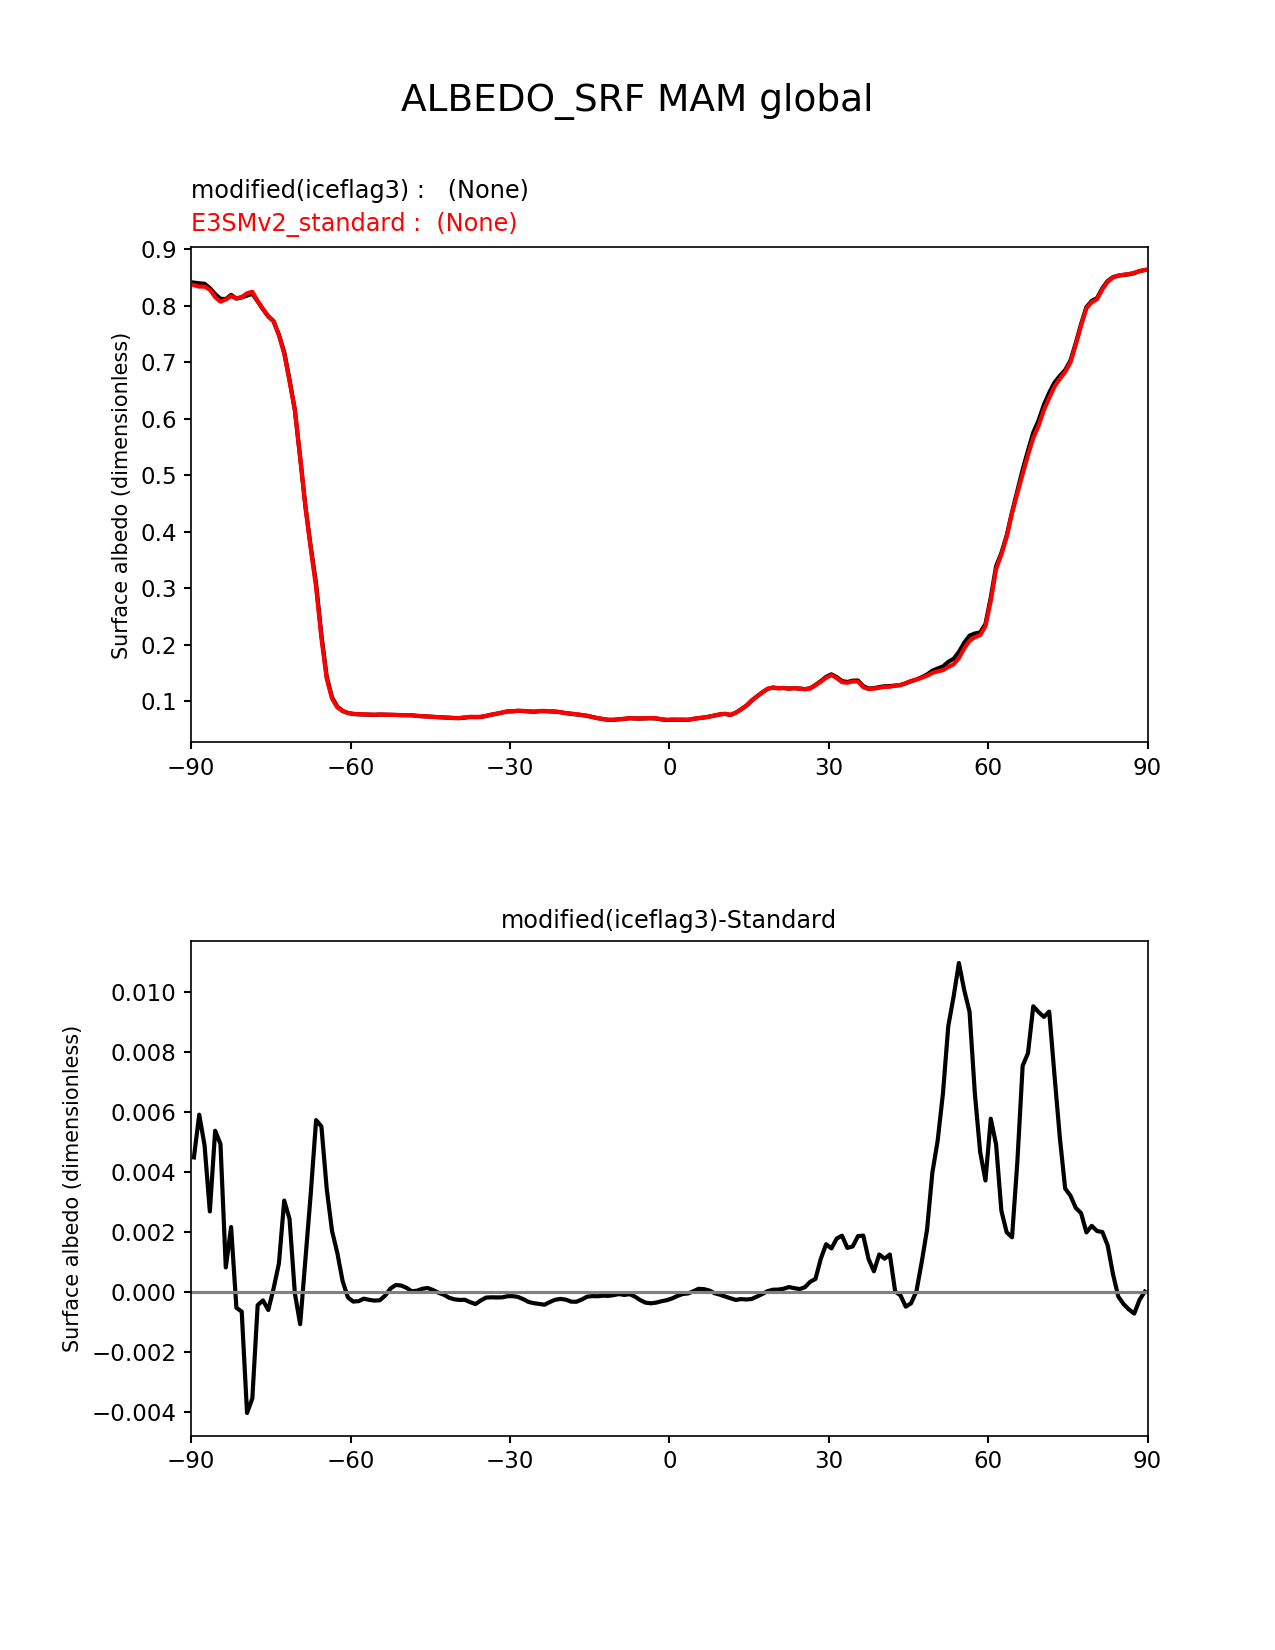 ALBEDO_SRF MAM global
modified(iceflag3) :   (None)
E3SMv2_standard :  (None)
0.9
0.8
0.7
0.6
0.5
0.4
0.3
0.2
0.1
Surface albedo (dimensionless)
−90 −60 −30 0 30 60 90
modified(iceflag3)-Standard
0.010
0.008
0.006
0.004
0.002
0.000
−0.002
−0.004
Surface albedo (dimensionless)
−90 −60 −30 0 30 60 90